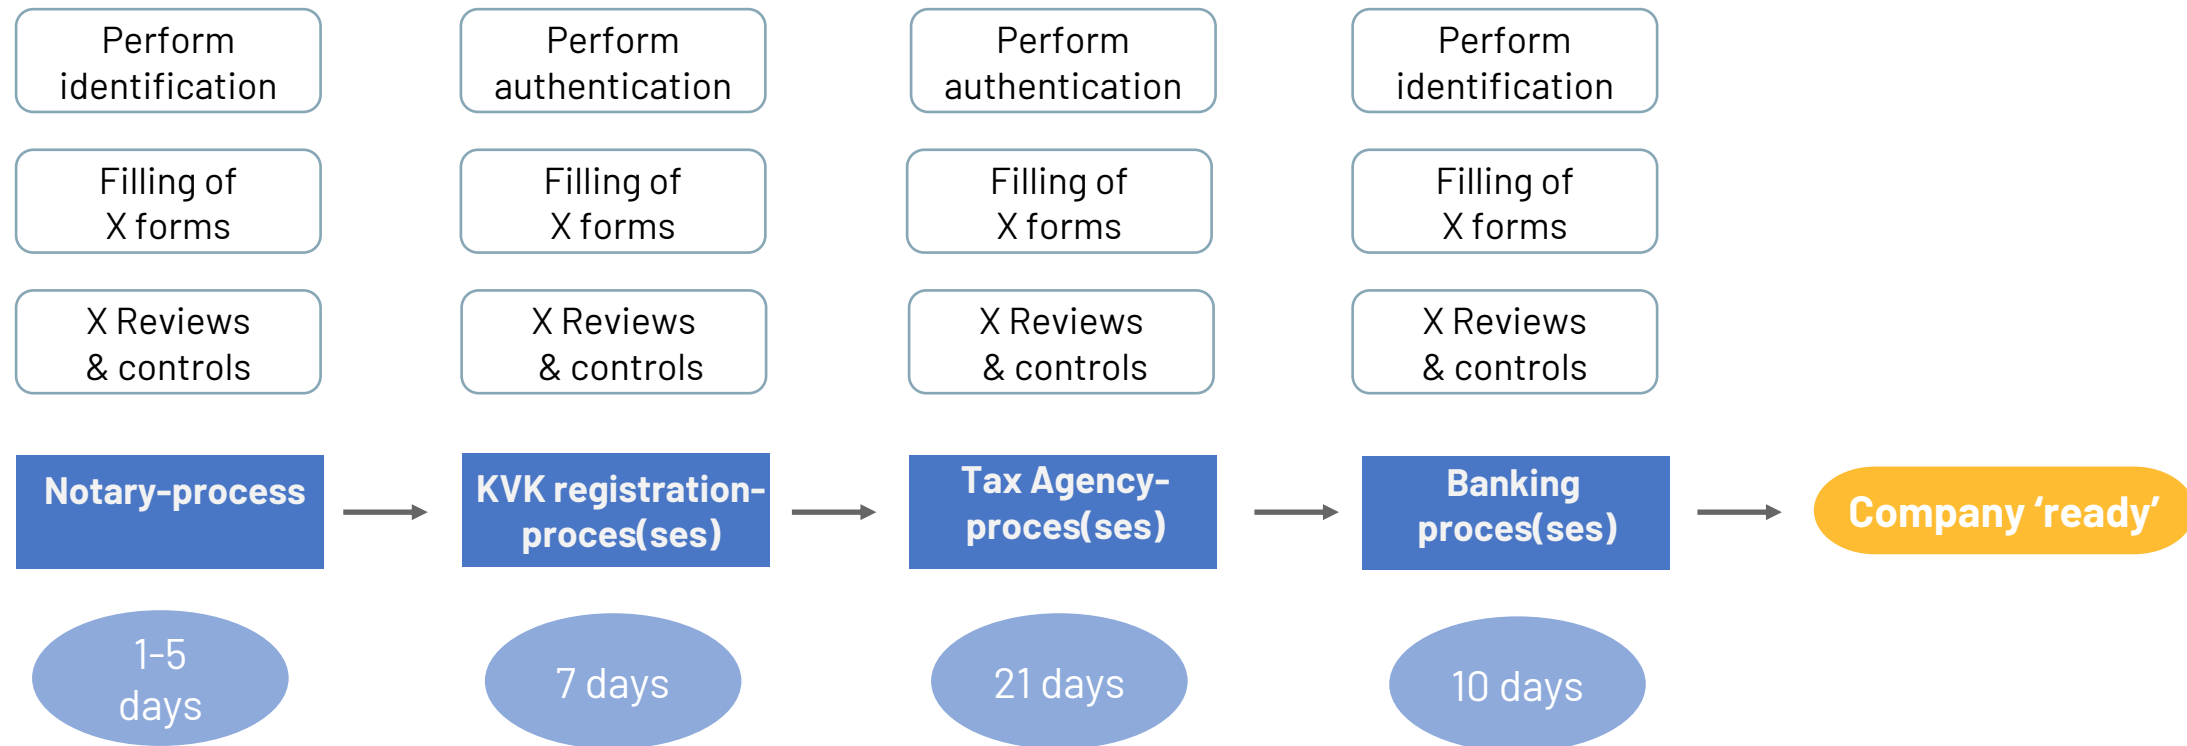 Perform
identification
Perform
authentication
Perform
authentication
Perform
identification
Filling of
X forms
Filling of
X forms
Filling of
X forms
Filling of
X forms
X Reviews
& controls
X Reviews
& controls
X Reviews
& controls
X Reviews
& controls
Notary-process
KVK registration-
proces(ses)
Tax Agency-
proces(ses)
Banking
proces(ses)
Company ‘ready’
1-5
days
7 days
21 days
10 days